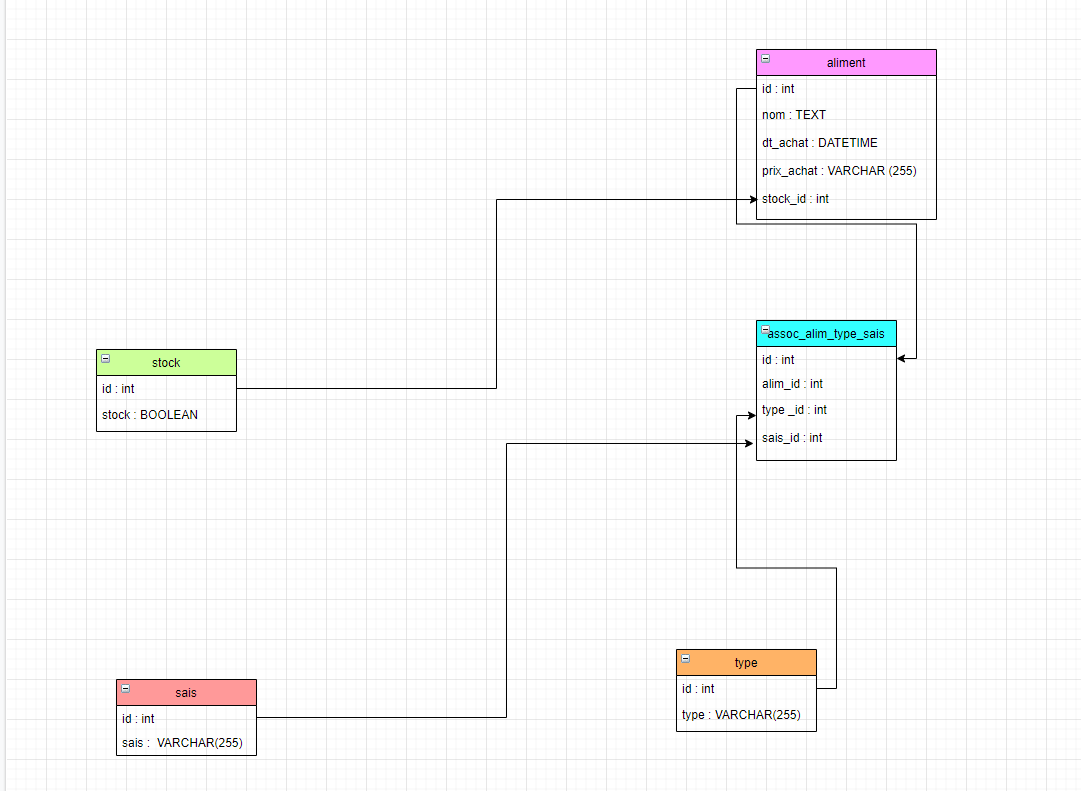 aliment
id : int
nom : TEXT
dt_achat : DATETIME
prix_achat : VARCHAR (255)
stock_id : int
assoc_alim_type_sais
id : int
alim_id : int
type _id : int
sais_id : int
stock
id : int
stock : BOOLEAN
type
id : int
type : VARCHAR(255)
sais
id : int
sais : VARCHAR(255)